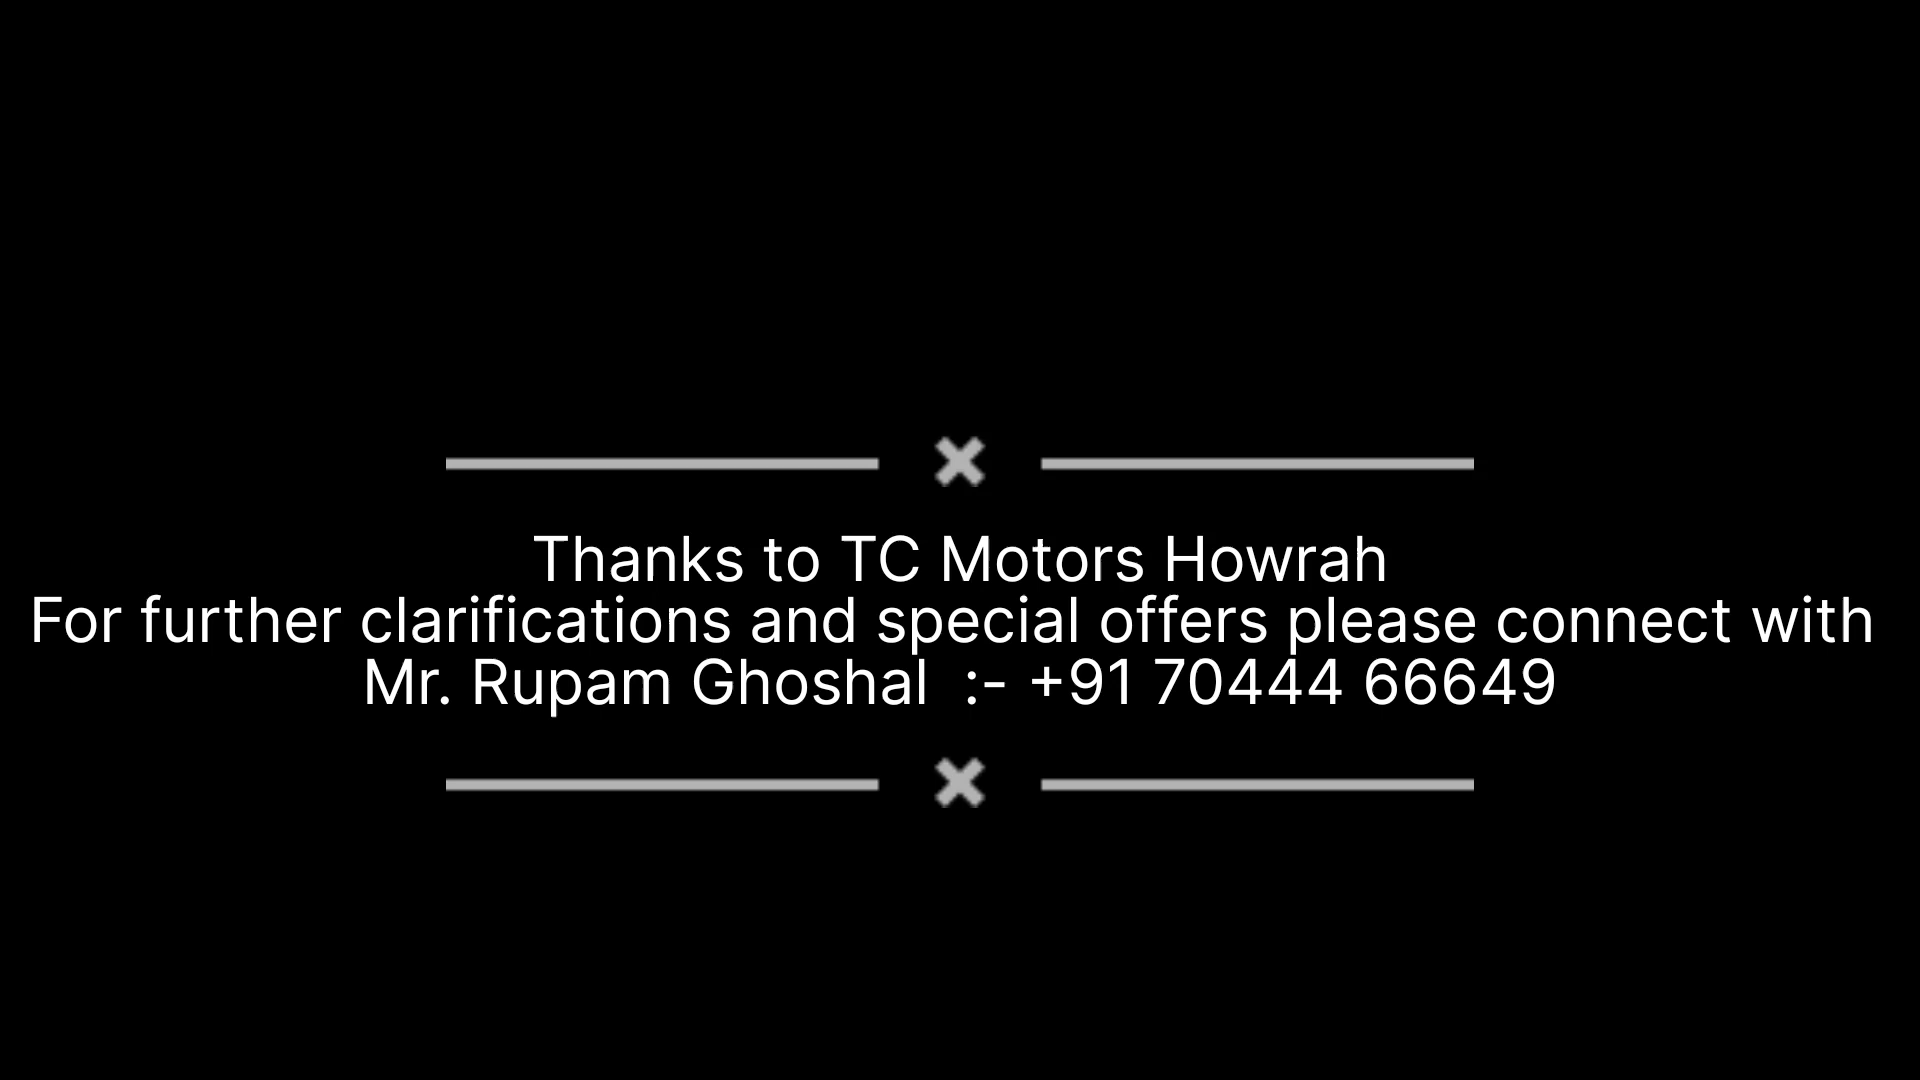 Thanks to TC Motors Howrah
For further clarifications and special offers please connect with
Mr. Rupam Ghoshal  :- +91 70444 66649